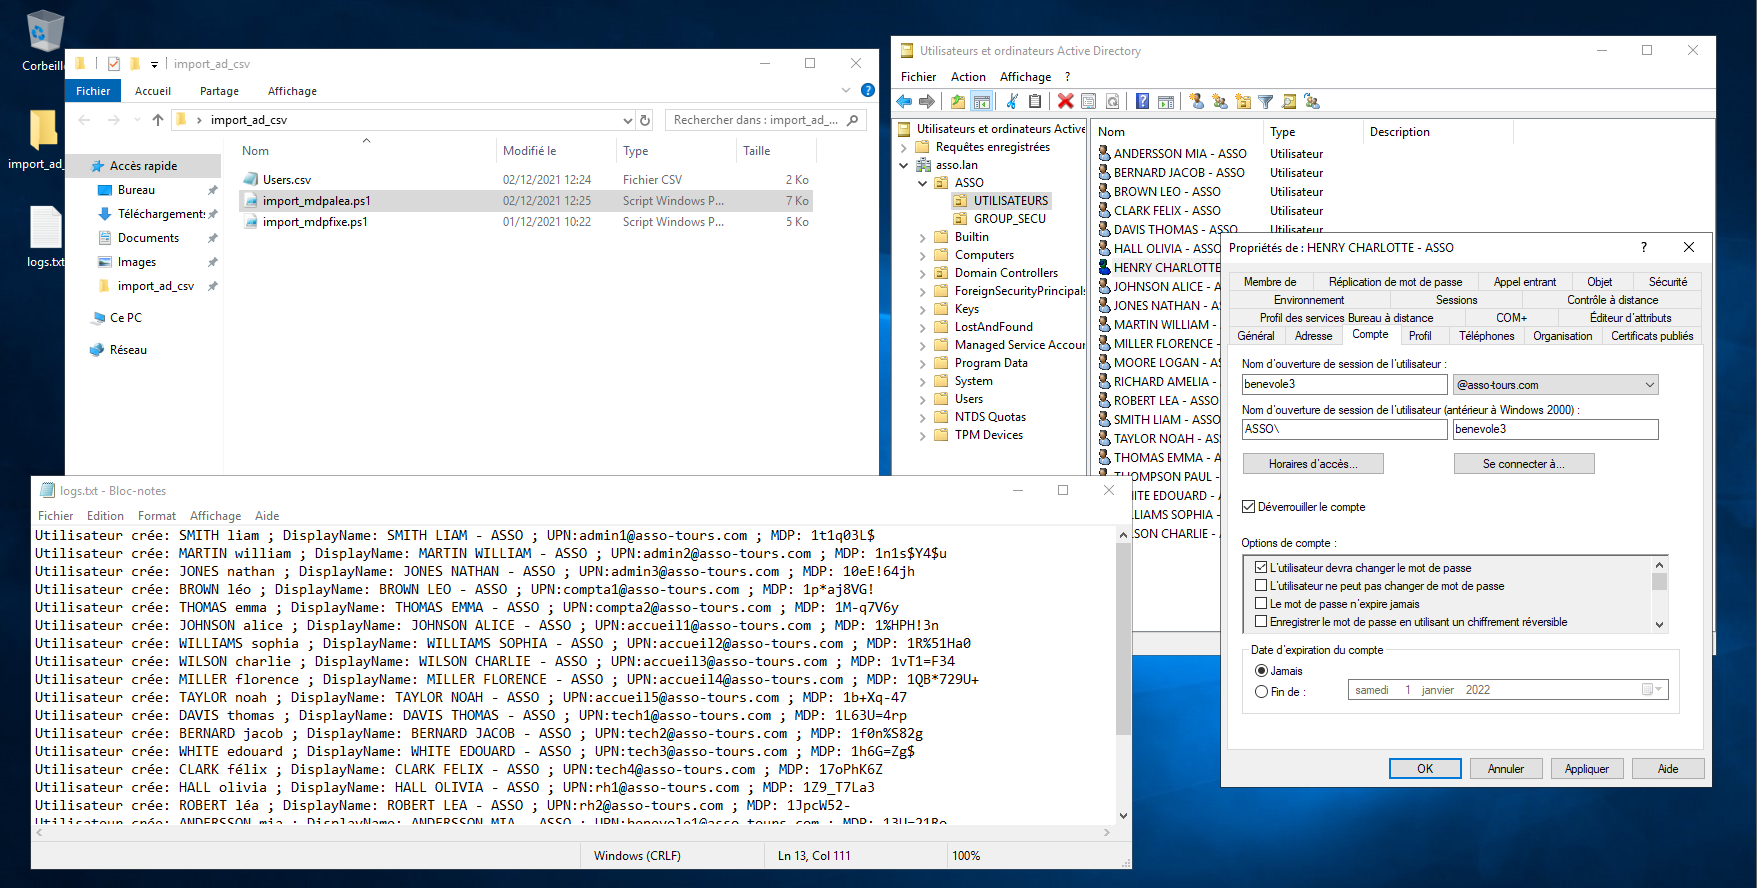 Corbeille
import_ad_
logs.txt
import_ad_csv
Fichier
Accueil
Partage
Affichage
import_ad_csv
Rechercher dans : import_ad_...
Accès rapide
Bureau
Téléchargements
Documents
Images
import_ad_csv
Ce PC
Réseau
Nom Modifié le Type Taille
Users.csv 02/12/2021 12:24 Fichier CSV 2 Ko
import_mdpalea.ps1 02/12/2021 12:25 Script Windows P... 7 Ko
import_mdpfixe.ps1 01/12/2021 10:22 Script Windows P... 5 Ko
Utilisateurs et ordinateurs Active Directory
Fichier Action Affichage ?
Utilisateurs et ordinateurs Active
Requêtes enregistrées
asso.lan
ASSO
UTILISATEURS
GROUP_SECU
Builtin
Computers
Domain Controllers
ForeignSecurityPrincipals
Keys
LostAndFound
Managed Service Accour
Program Data
System
Users
NTDS Quotas
TPM Devices
Nom Type Description
ANDERSSON MIA - ASSO Utilisateur
BERNARD JACOB - ASSO Utilisateur
BROWN LEO - ASSO Utilisateur
CLARK FELIX - ASSO Utilisateur
DAVIS THOMAS - ASSO Utilisateur
HALL OLIVIA - ASSO
HENRY CHARLOTTE
JOHNSON ALICE - A
JONES NATHAN - AS
MARTIN WILLIAM -
MILLER FLORENCE -
MOORE LOGAN - AS
RICHARD AMELIA -
ROBERT LEA - ASSO
SMITH LIAM - ASSO
TAYLOR NOAH - ASS
THOMAS EMMA - AS
THOMPSON PAUL -
HITE EDOUARD -
LLIAMS SOPHIA -
LSON CHARLIE - AS
Propriétés de : HENRY CHARLOTTE - ASSO ?
Membre de Réplication de mot de passe Appel entrant Objet Sécurité
Environnement Sessions Contrôle à distance
Profil des services Bureau à distance COM+ Éditeur d'attributs
Général Adresse Compte Profil Téléphones Organisation Certificats publiés
Nom d'ouverture de session de l'utilisateur :
benevole3 @asso-tours.com
Nom d'ouverture de session de l'utilisateur (antérieur à Windows 2000) :
ASSO\ benevole3
Horaires d'accès... Se connecter à...
Déverrouiller le compte
Options de compte :
L'utilisateur devra changer le mot de passe
L'utilisateur ne peut pas changer de mot de passe
Le mot de passe n'expire jamais
Enregistrer le mot de passe en utilisant un chiffrement réversible
Date d'expiration du compte
Jamais
Fin de : samedi 1 janvier 2022
OK Annuler Appliquer Aide
logs.txt - Bloc-notes
Fichier Edition Format Affichage Aide
Utilisateur crée: SMITH liam ; DisplayName: SMITH LIAM - ASSO ; UPN:admin1@asso-tours.com ; MDP: 1t1q03L$
Utilisateur crée: MARTIN william ; DisplayName: MARTIN WILLIAM - ASSO ; UPN:admin2@asso-tours.com ; MDP: 1n1s$Y4$u
Utilisateur crée: JONES nathan ; DisplayName: JONES NATHAN - ASSO ; UPN:admin3@asso-tours.com ; MDP: 10eE!64jh
Utilisateur crée: BROWN léo ; DisplayName: BROWN LEO - ASSO ; UPN:compta1@asso-tours.com ; MDP: 1p*aj8VG!
Utilisateur crée: THOMAS emma ; DisplayName: THOMAS EMMA - ASSO ; UPN:compta2@asso-tours.com ; MDP: 1M-q7V6y
Utilisateur crée: JOHNSON alice ; DisplayName: JOHNSON ALICE - ASSO ; UPN:accueil1@asso-tours.com ; MDP: 1%HPH!3n
Utilisateur crée: WILLIAMS sophia ; DisplayName: WILLIAMS SOPHIA - ASSO ; UPN:accueil2@asso-tours.com ; MDP: 1R%51Ha0
Utilisateur crée: WILSON charlie ; DisplayName: WILSON CHARLIE - ASSO ; UPN:accueil3@asso-tours.com ; MDP: 1vT1=F34
Utilisateur crée: MILLER florence ; DisplayName: MILLER FLORENCE - ASSO ; UPN:accueil4@asso-tours.com ; MDP: 1QB*729U+
Utilisateur crée: TAYLOR noah ; DisplayName: TAYLOR NOAH - ASSO ; UPN:accueil5@asso-tours.com ; MDP: 1b+Xq-47
Utilisateur crée: DAVIS thomas ; DisplayName: DAVIS THOMAS - ASSO ; UPN:tech1@asso-tours.com ; MDP: 1L63U=4rp
Utilisateur crée: BERNARD jacob ; DisplayName: BERNARD JACOB - ASSO ; UPN:tech2@asso-tours.com ; MDP: 1f0n%S82g
Utilisateur crée: WHITE edouard ; DisplayName: WHITE EDOUARD - ASSO ; UPN:tech3@asso-tours.com ; MDP: 1h6G=Zg$
Utilisateur crée: CLARK félix ; DisplayName: CLARK FELIX - ASSO ; UPN:tech4@asso-tours.com ; MDP: 17oPhK6Z
Utilisateur crée: HALL olivia ; DisplayName: HALL OLIVIA - ASSO ; UPN:rh1@asso-tours.com ; MDP: 1Z9_T7La3
Utilisateur crée: ROBERT léa ; DisplayName: ROBERT LEA - ASSO ; UPN:rh2@asso-tours.com ; MDP: 1JpcW52-
Utilisateur crée: ANDERSSON mia ; DisplayName: ANDERSSON MIA - ASSO ; UPN:benevole1@asso-tours.com ; MDP:
Windows (CRLF) Ln 13, Col 111 100%